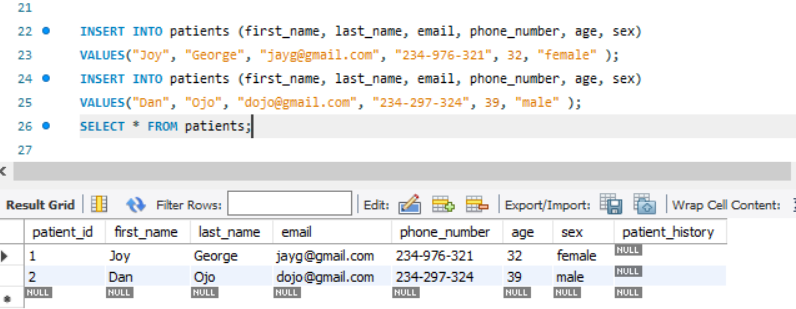 21
22 INSERT INTO patients (first_name, last_name, email, phone_number, age, sex)
23 VALUES("Joy", "George", "jayg@gmail.com", "234-976-321", 32, "female" );
24 INSERT INTO patients (first_name, last_name, email, phone_number, age, sex)
25 VALUES("Dan", "Ojo", "dojo@gmail.com", "234-297-324", 39, "male" );
26 SELECT * FROM patients;
27
Result Grid Filter Rows: Edit: Export/Import: Wrap Cell Content:
patient_id first_name last_name email phone_number age sex patient_history
1 Joy George jayg@gmail.com 234-976-321 32 female NULL
2 Dan Ojo dojo@gmail.com 234-297-324 39 male NULL
NULL NULL NULL NULL NULL NULL NULL NULL